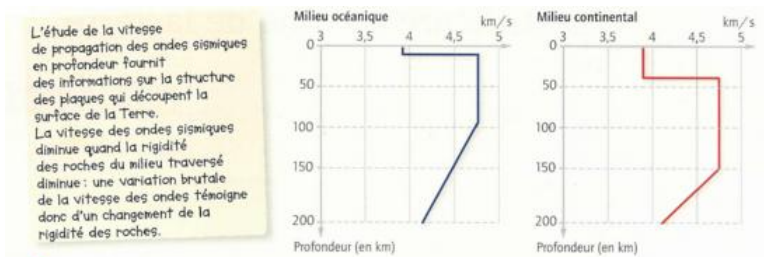 L'étude de la vitesse
de propagation des ondes sismiques
en profondeur fournit
des informations sur la structure
des plaques qui découpent la
surface de la Terre.
La vitesse des ondes sismiques
diminue quand la rigidité
des roches du milieu traversé
diminue : une variation brutale
de la vitesse des ondes témoigne
donc d'un changement de la
rigidité des roches.
Milieu océanique
km/s
3 3,5 4 4,5 5
0
50
100
150
200
Profondeur (en km)
Milieu continental
km/s
3 3,5 4 4,5 5
0
50
100
150
200
Profondeur (en km)